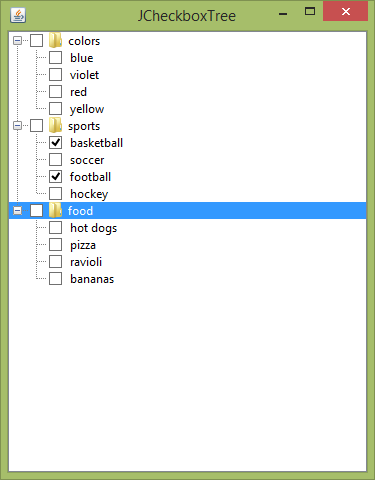 JCheckboxTree
colors
blue
violet
red
yellow
sports
basketball
soccer
football
hockey
food
hot dogs
pizza
ravioli
bananas